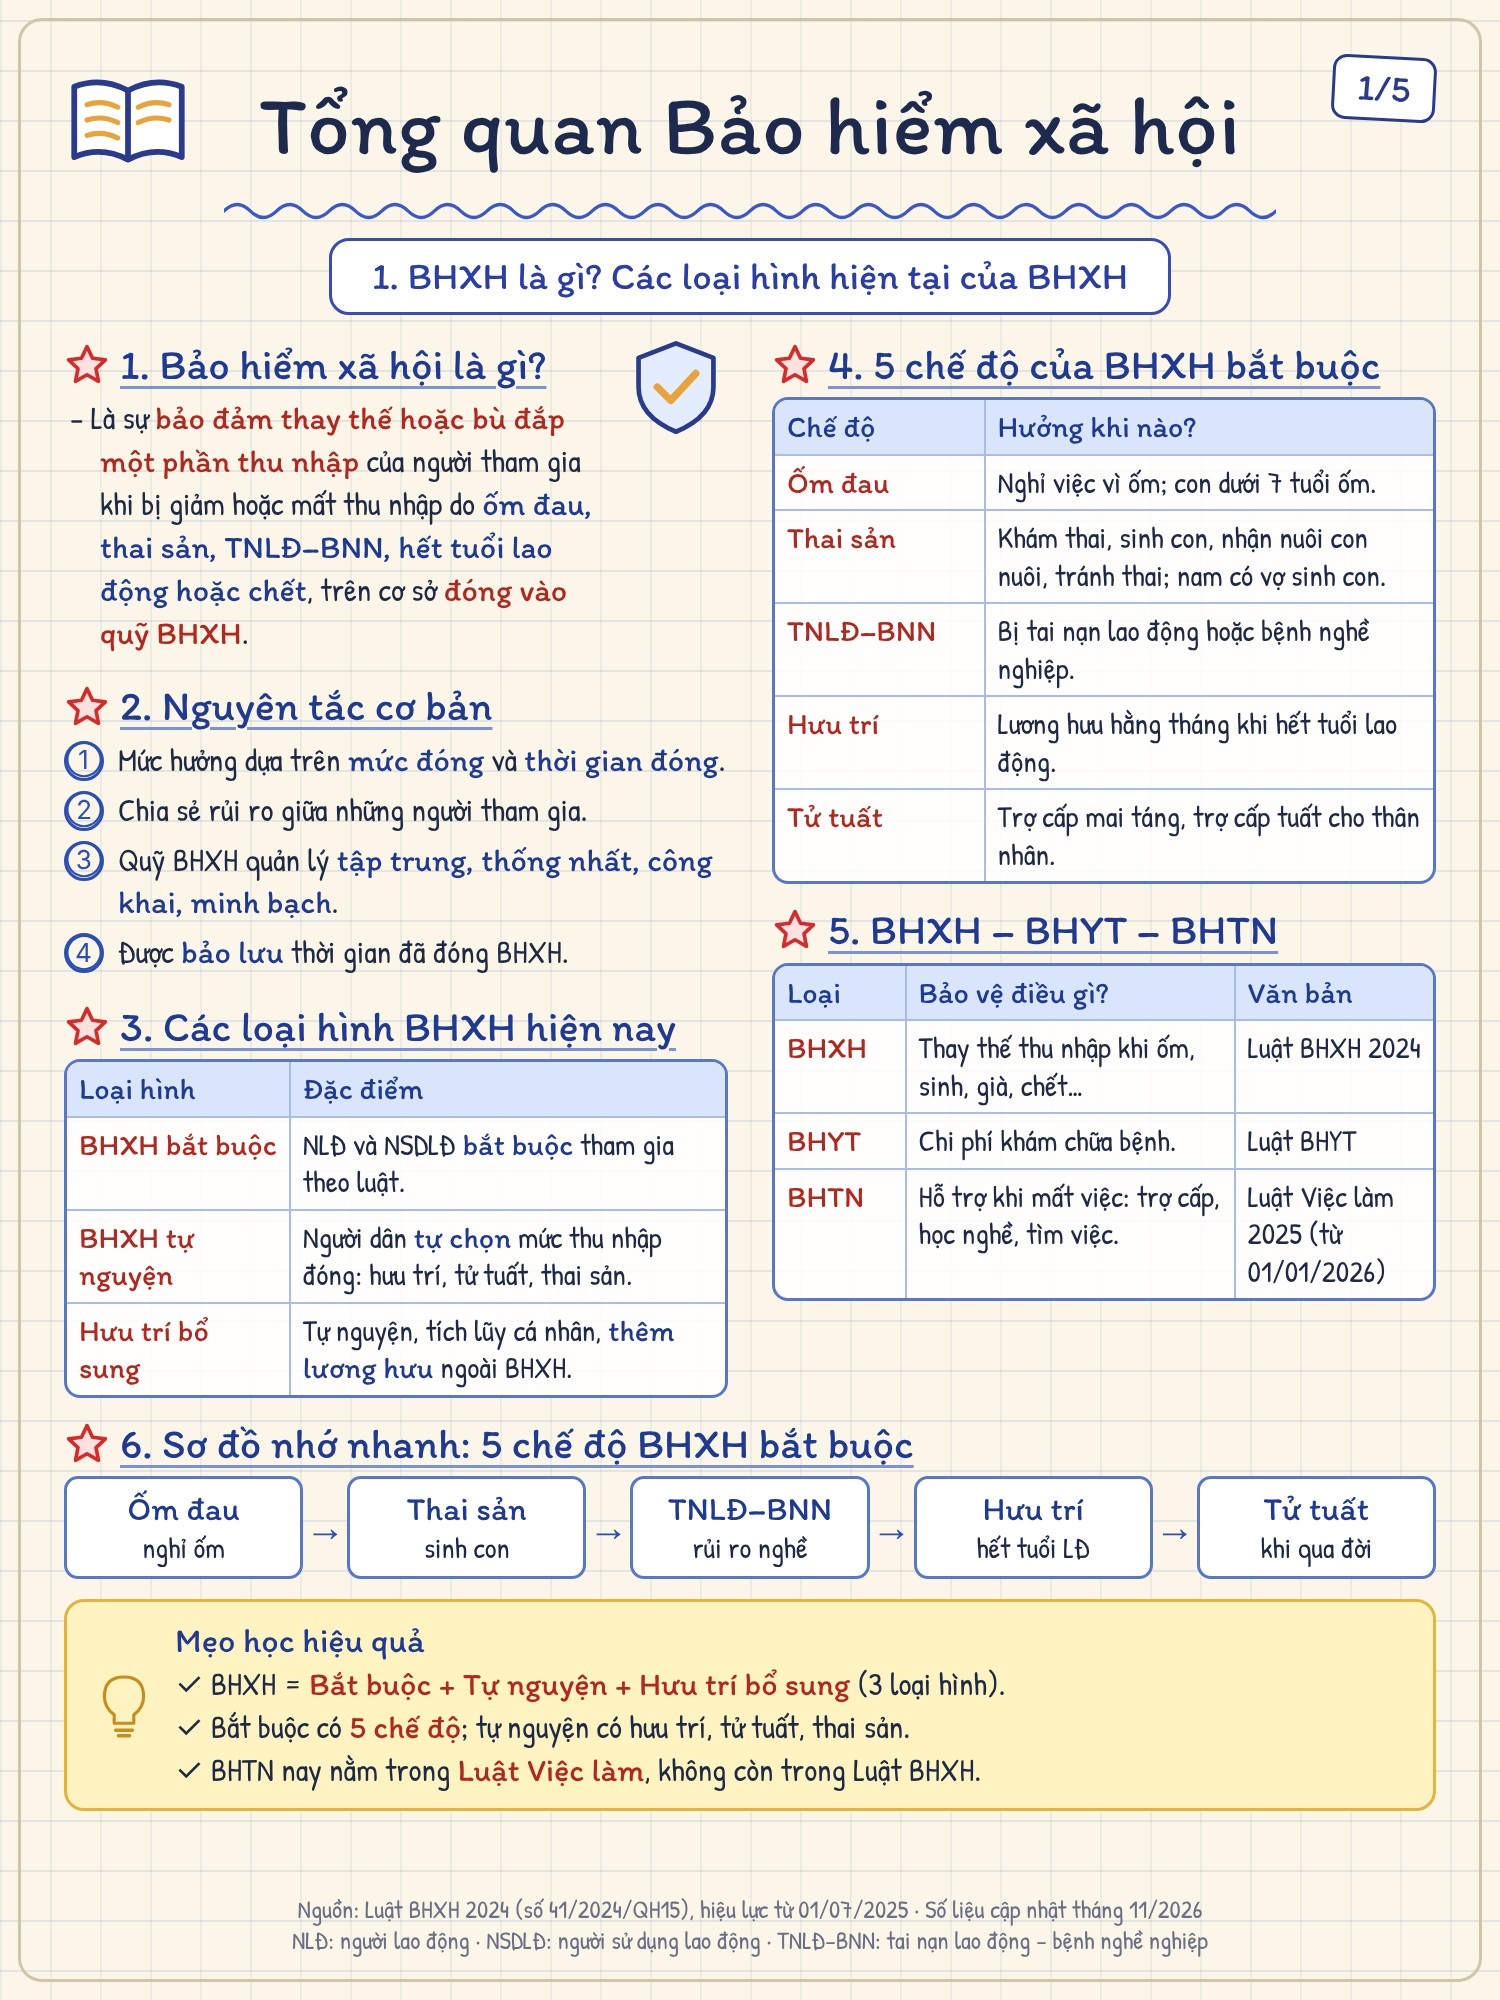 1/5
Tổng quan Bảo hiểm xã hội
1. BHXH là gì? Các loại hình hiện tại của BHXH
1. Bảo hiểm xã hội là gì?
– Là sự bảo đảm thay thế hoặc bù đắp
một phần thu nhập của người tham gia
khi bị giảm hoặc mất thu nhập do ốm đau,
thai sản, TNLĐ–BNN, hết tuổi lao
động hoặc chết, trên cơ sở đóng vào
quỹ BHXH.
2. Nguyên tắc cơ bản
1 Mức hưởng dựa trên mức đóng và thời gian đóng.
2 Chia sẻ rủi ro giữa những người tham gia.
3 Quỹ BHXH quản lý tập trung, thống nhất, công
khai, minh bạch.
4 Được bảo lưu thời gian đã đóng BHXH.
3. Các loại hình BHXH hiện nay
Loại hình Đặc điểm
BHXH bắt buộc NLĐ và NSDLĐ bắt buộc tham gia
theo luật.
BHXH tự Người dân tự chọn mức thu nhập
nguyện đóng: hưu trí, tử tuất, thai sản.
Hưu trí bổ Tự nguyện, tích lũy cá nhân, thêm
sung lương hưu ngoài BHXH.
4. 5 chế độ của BHXH bắt buộc
Chế độ Hưởng khi nào?
Ốm đau Nghỉ việc vì ốm; con dưới 7 tuổi ốm.
Thai sản Khám thai, sinh con, nhận nuôi con
nuôi, tránh thai; nam có vợ sinh con.
TNLĐ–BNN Bị tai nạn lao động hoặc bệnh nghề
nghiệp.
Hưu trí Lương hưu hằng tháng khi hết tuổi lao
động.
Tử tuất Trợ cấp mai táng, trợ cấp tuất cho thân
nhân.
5. BHXH – BHYT – BHTN
Loại Bảo vệ điều gì? Văn bản
BHXH Thay thế thu nhập khi ốm, Luật BHXH 2024
sinh, già, chết...
BHYT Chi phí khám chữa bệnh. Luật BHYT
BHTN Hỗ trợ khi mất việc: trợ cấp, Luật Việc làm
học nghề, tìm việc. 2025 (từ
01/01/2026)
6. Sơ đồ nhớ nhanh: 5 chế độ BHXH bắt buộc
Ốm đau → Thai sản → TNLĐ–BNN → Hưu trí → Tử tuất
nghỉ ốm sinh con rủi ro nghề hết tuổi LĐ khi qua đời
Mẹo học hiệu quả
✓ BHXH = Bắt buộc + Tự nguyện + Hưu trí bổ sung (3 loại hình).
✓ Bắt buộc có 5 chế độ; tự nguyện có hưu trí, tử tuất, thai sản.
✓ BHTN nay nằm trong Luật Việc làm, không còn trong Luật BHXH.
Nguồn: Luật BHXH 2024 (số 41/2024/QH15), hiệu lực từ 01/07/2025 · Số liệu cập nhật tháng 11/2026
NLĐ: người lao động · NSDLĐ: người sử dụng lao động · TNLĐ–BNN: tai nạn lao động – bệnh nghề nghiệp